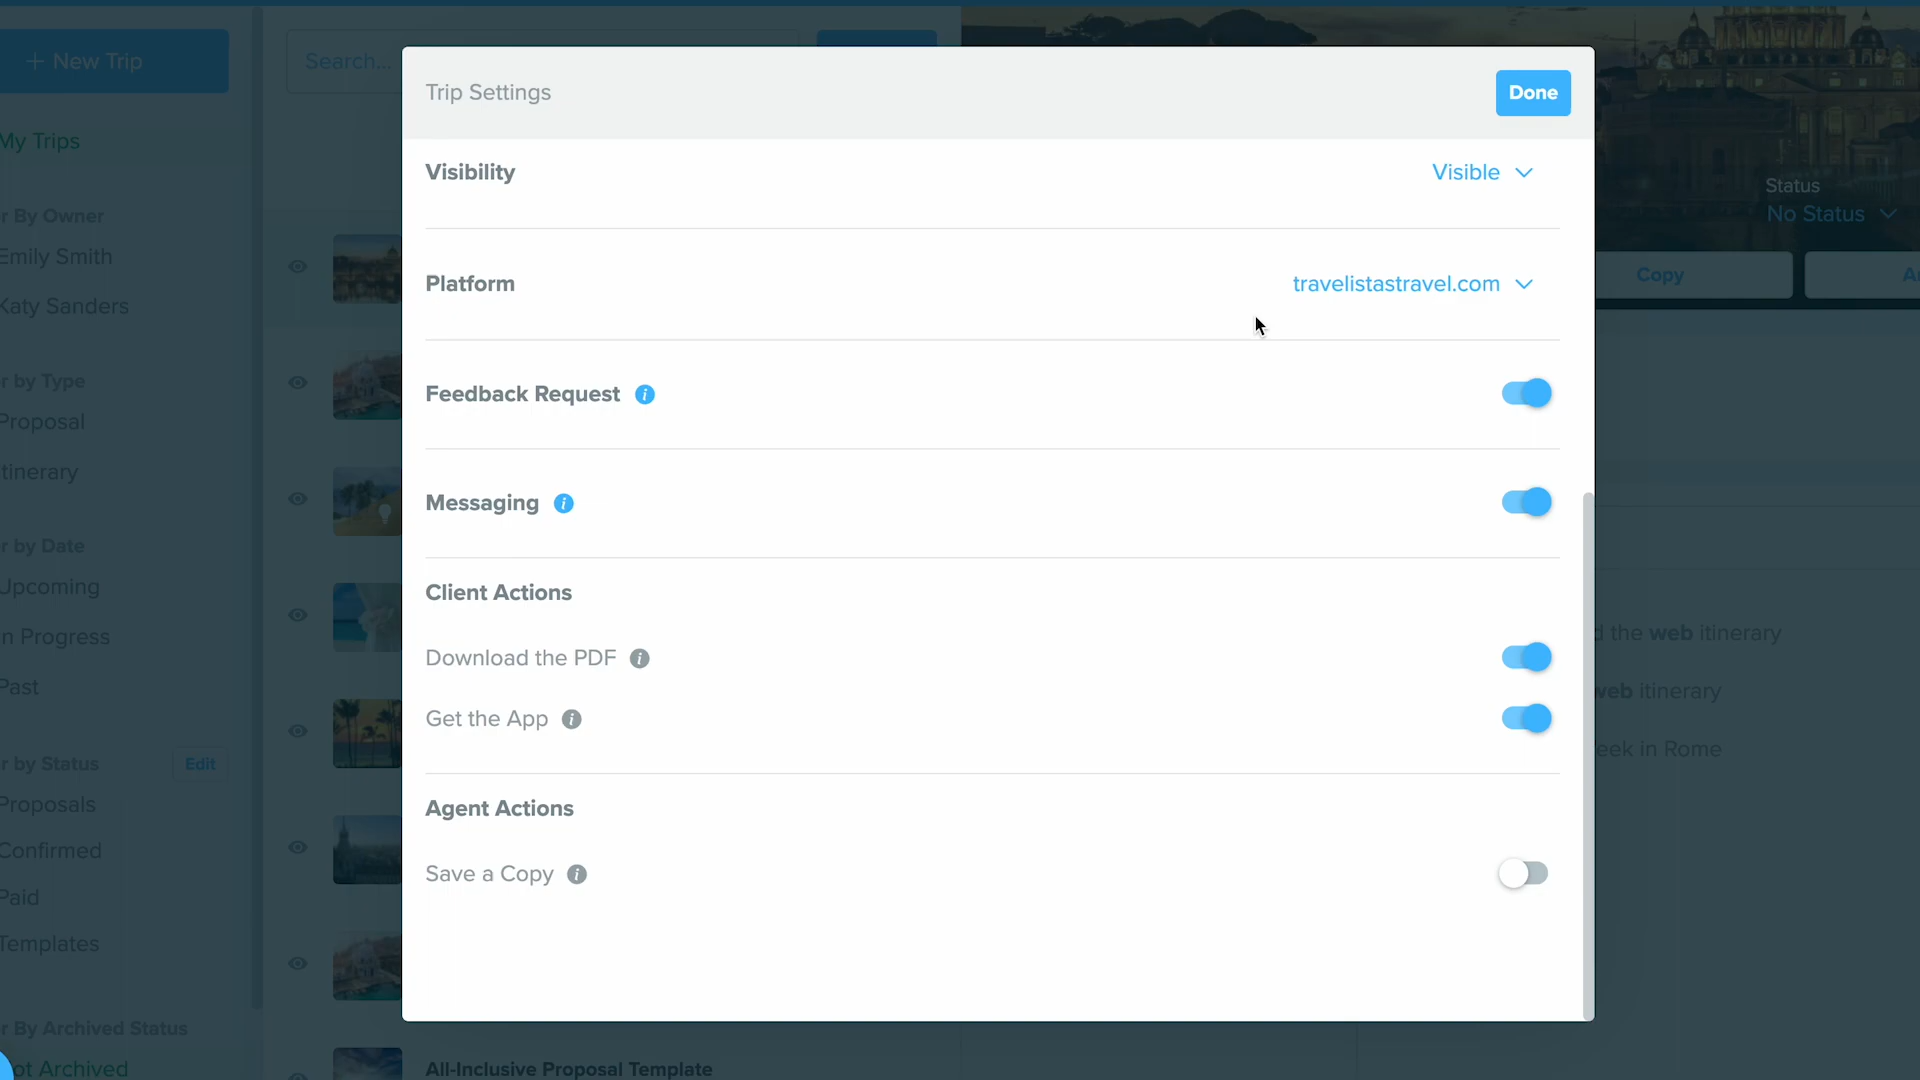 + New Trip
Search...
My Trips
r By Owner
Emily Smith
Katy Sanders
r by Type
Proposal
tinerary
r by Date
Upcoming
n Progress
Past
r by Status
Edit
Proposals
Confirmed
Paid
Templates
r By Archived Status
ot Archived
Trip Settings
Done
Visibility
Visible
Platform
travelistastravel.com
Feedback Request
Messaging
Client Actions
Download the PDF
Get the App
Agent Actions
Save a Copy
All-Inclusive Proposal Template
Status
No Status
Copy
Ar
d the web itinerary
web itinerary
eek in Rome